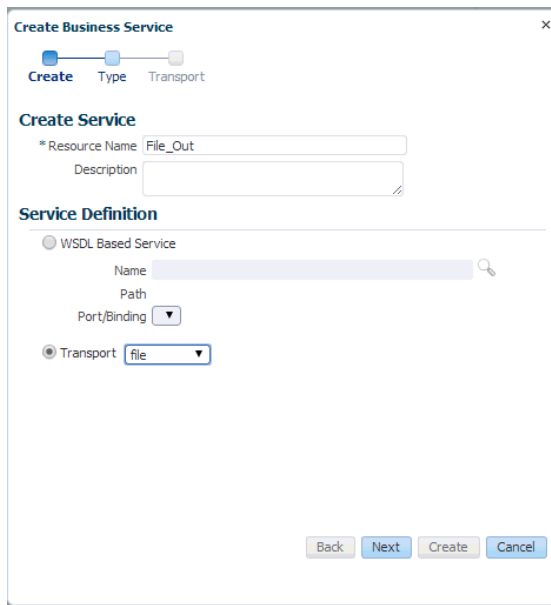 Create Business Service
Create Type Transport
Create Service
* Resource Name File_Out
Description
Service Definition
WSDL Based Service
Name
Path
Port/Binding
Transport file
Back Next Create Cancel